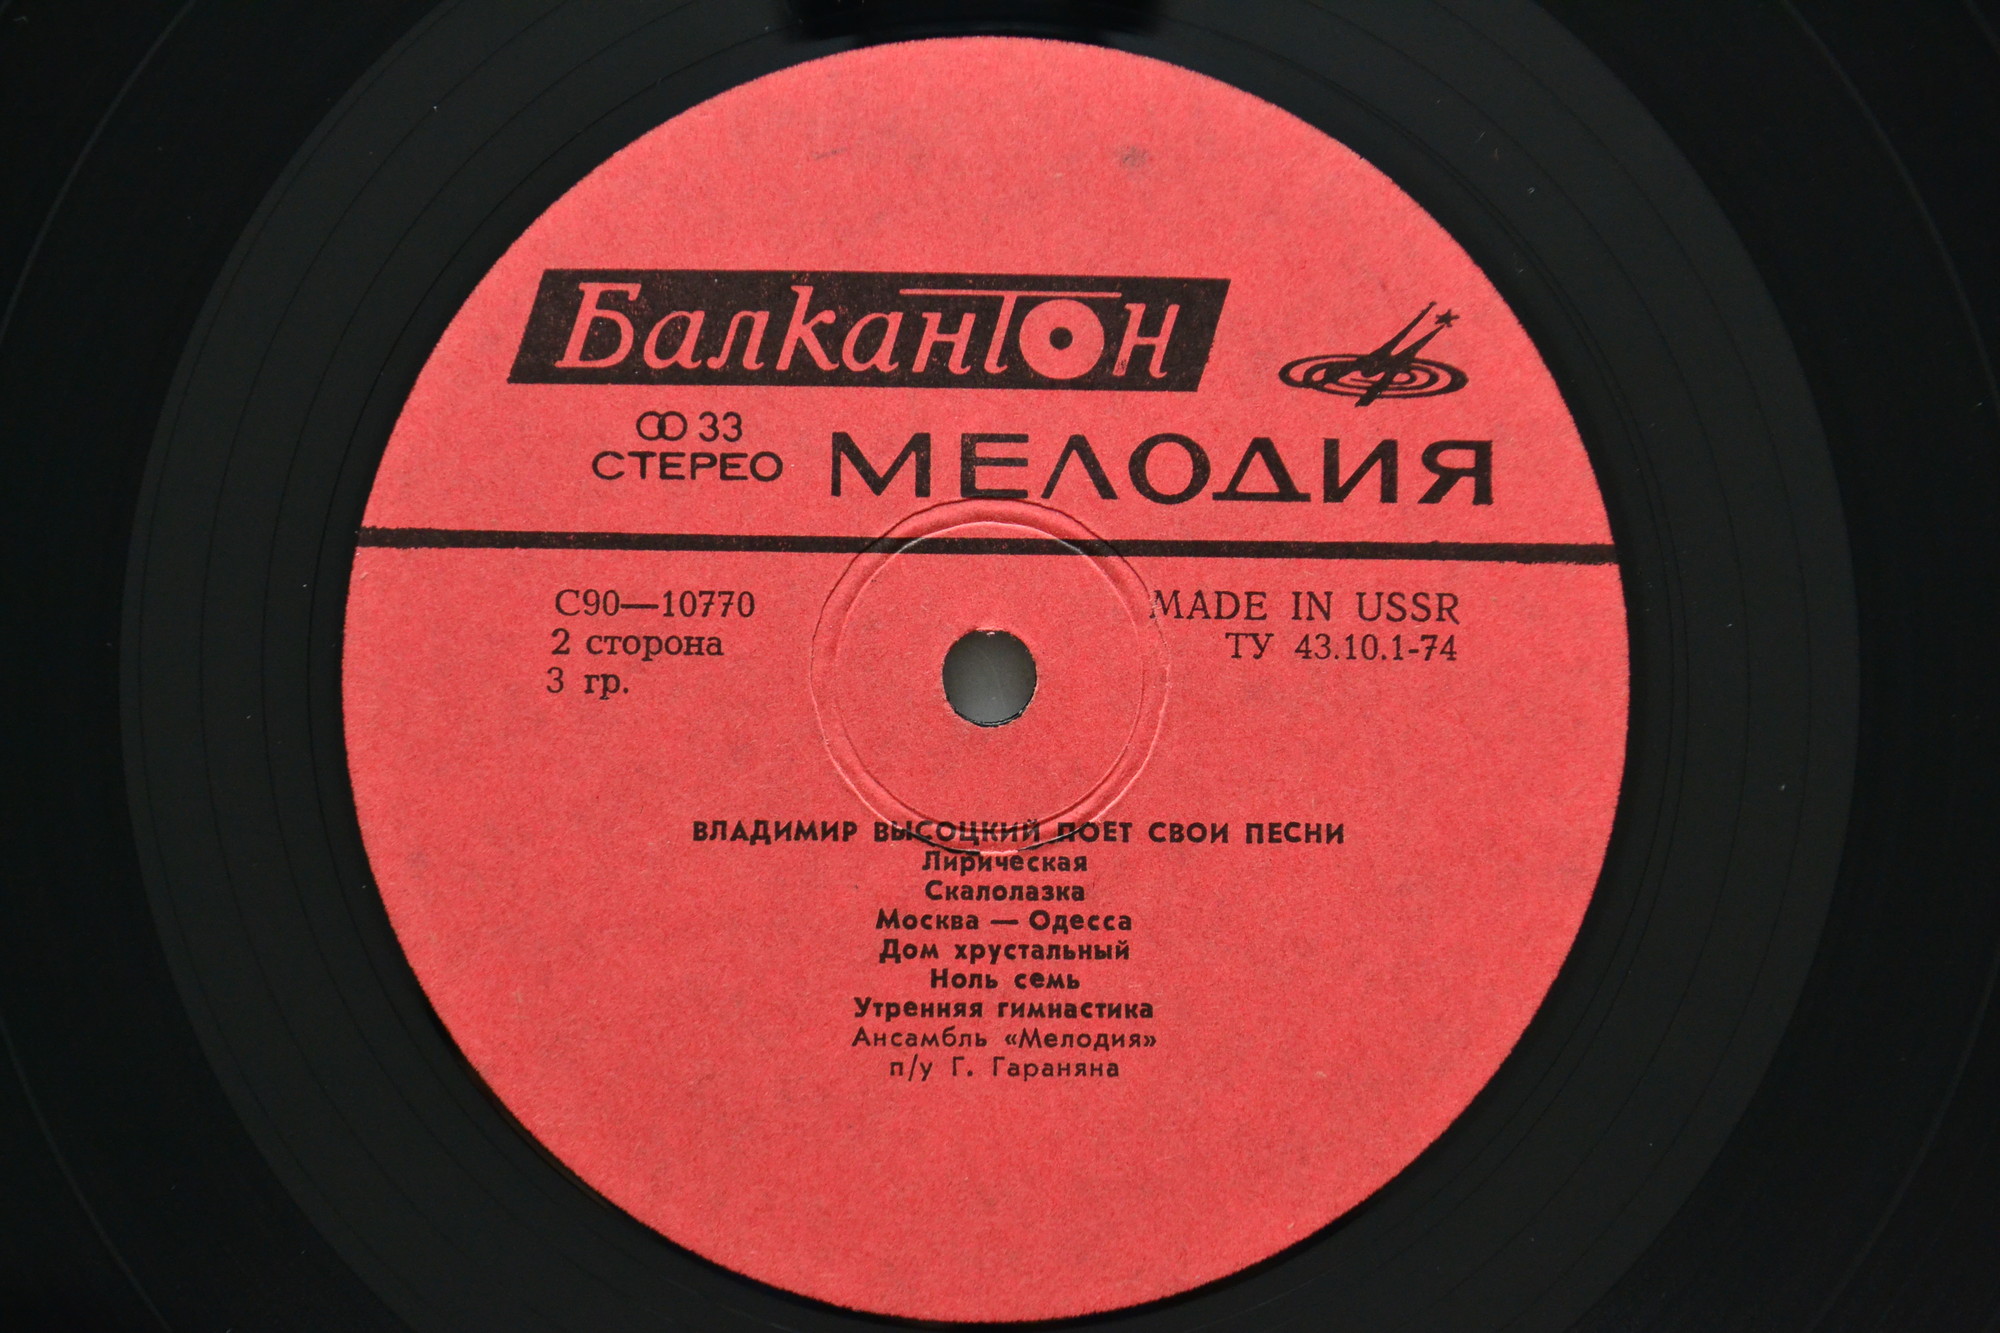 Балкантон
33
СТЕРЕО
МЕЛОДИЯ
С90—10770
2 сторона
3 гр.
MADE IN USSR
ТУ 43.10.1-74
ВЛАДИМИР ВЫСОЦКИЙ ПОЕТ СВОИ ПЕСНИ
Лирическая
Скалолазка
Москва — Одесса
Дом хрустальный
Ноль семь
Утренняя гимнастика
Ансамбль «Мелодия»
п/у Г. Гараняна